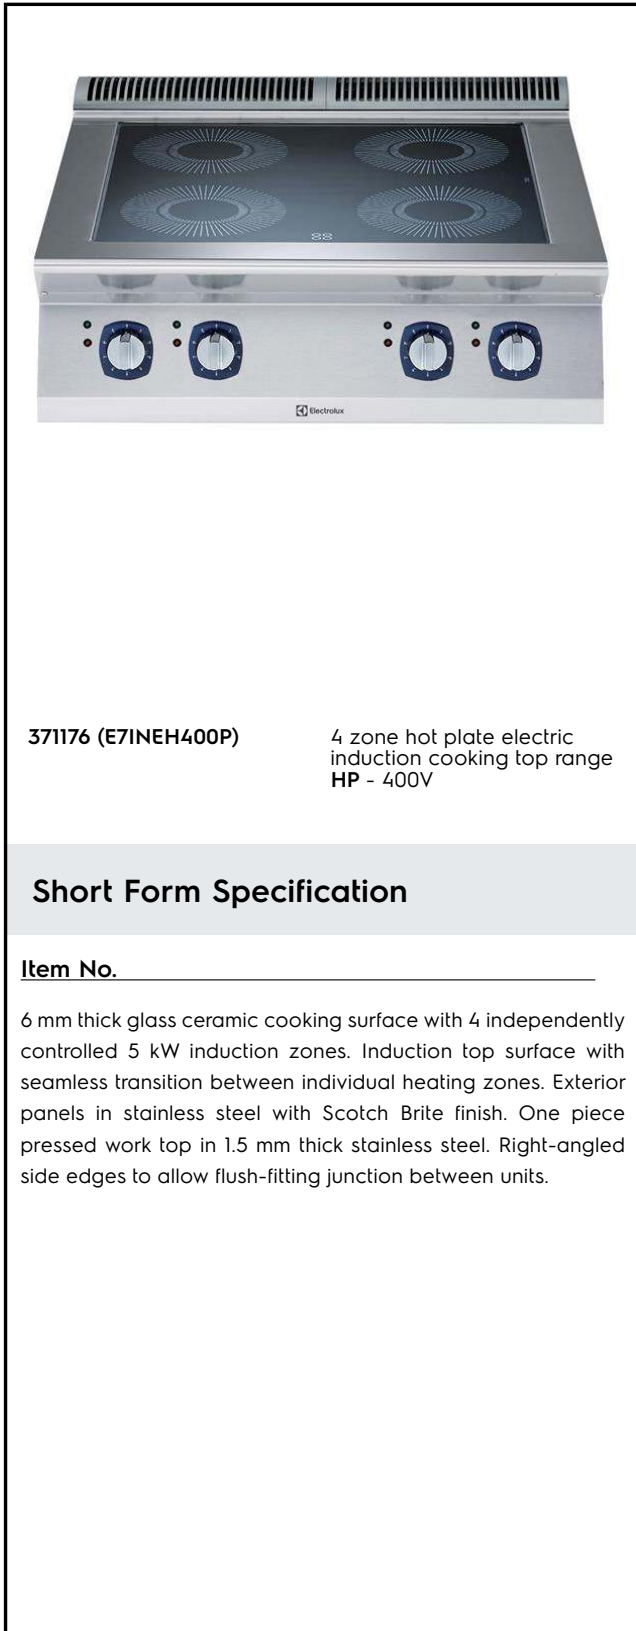 Electrolux
371176 (E7INEH400P)
4 zone hot plate electric
induction cooking top range
HP - 400V
Short Form Specification
Item No.
6 mm thick glass ceramic cooking surface with 4 independently
controlled 5 kW induction zones. Induction top surface with
seamless transition between individual heating zones. Exterior
panels in stainless steel with Scotch Brite finish. One piece
pressed work top in 1.5 mm thick stainless steel. Right-angled
side edges to allow flush-fitting junction between units.